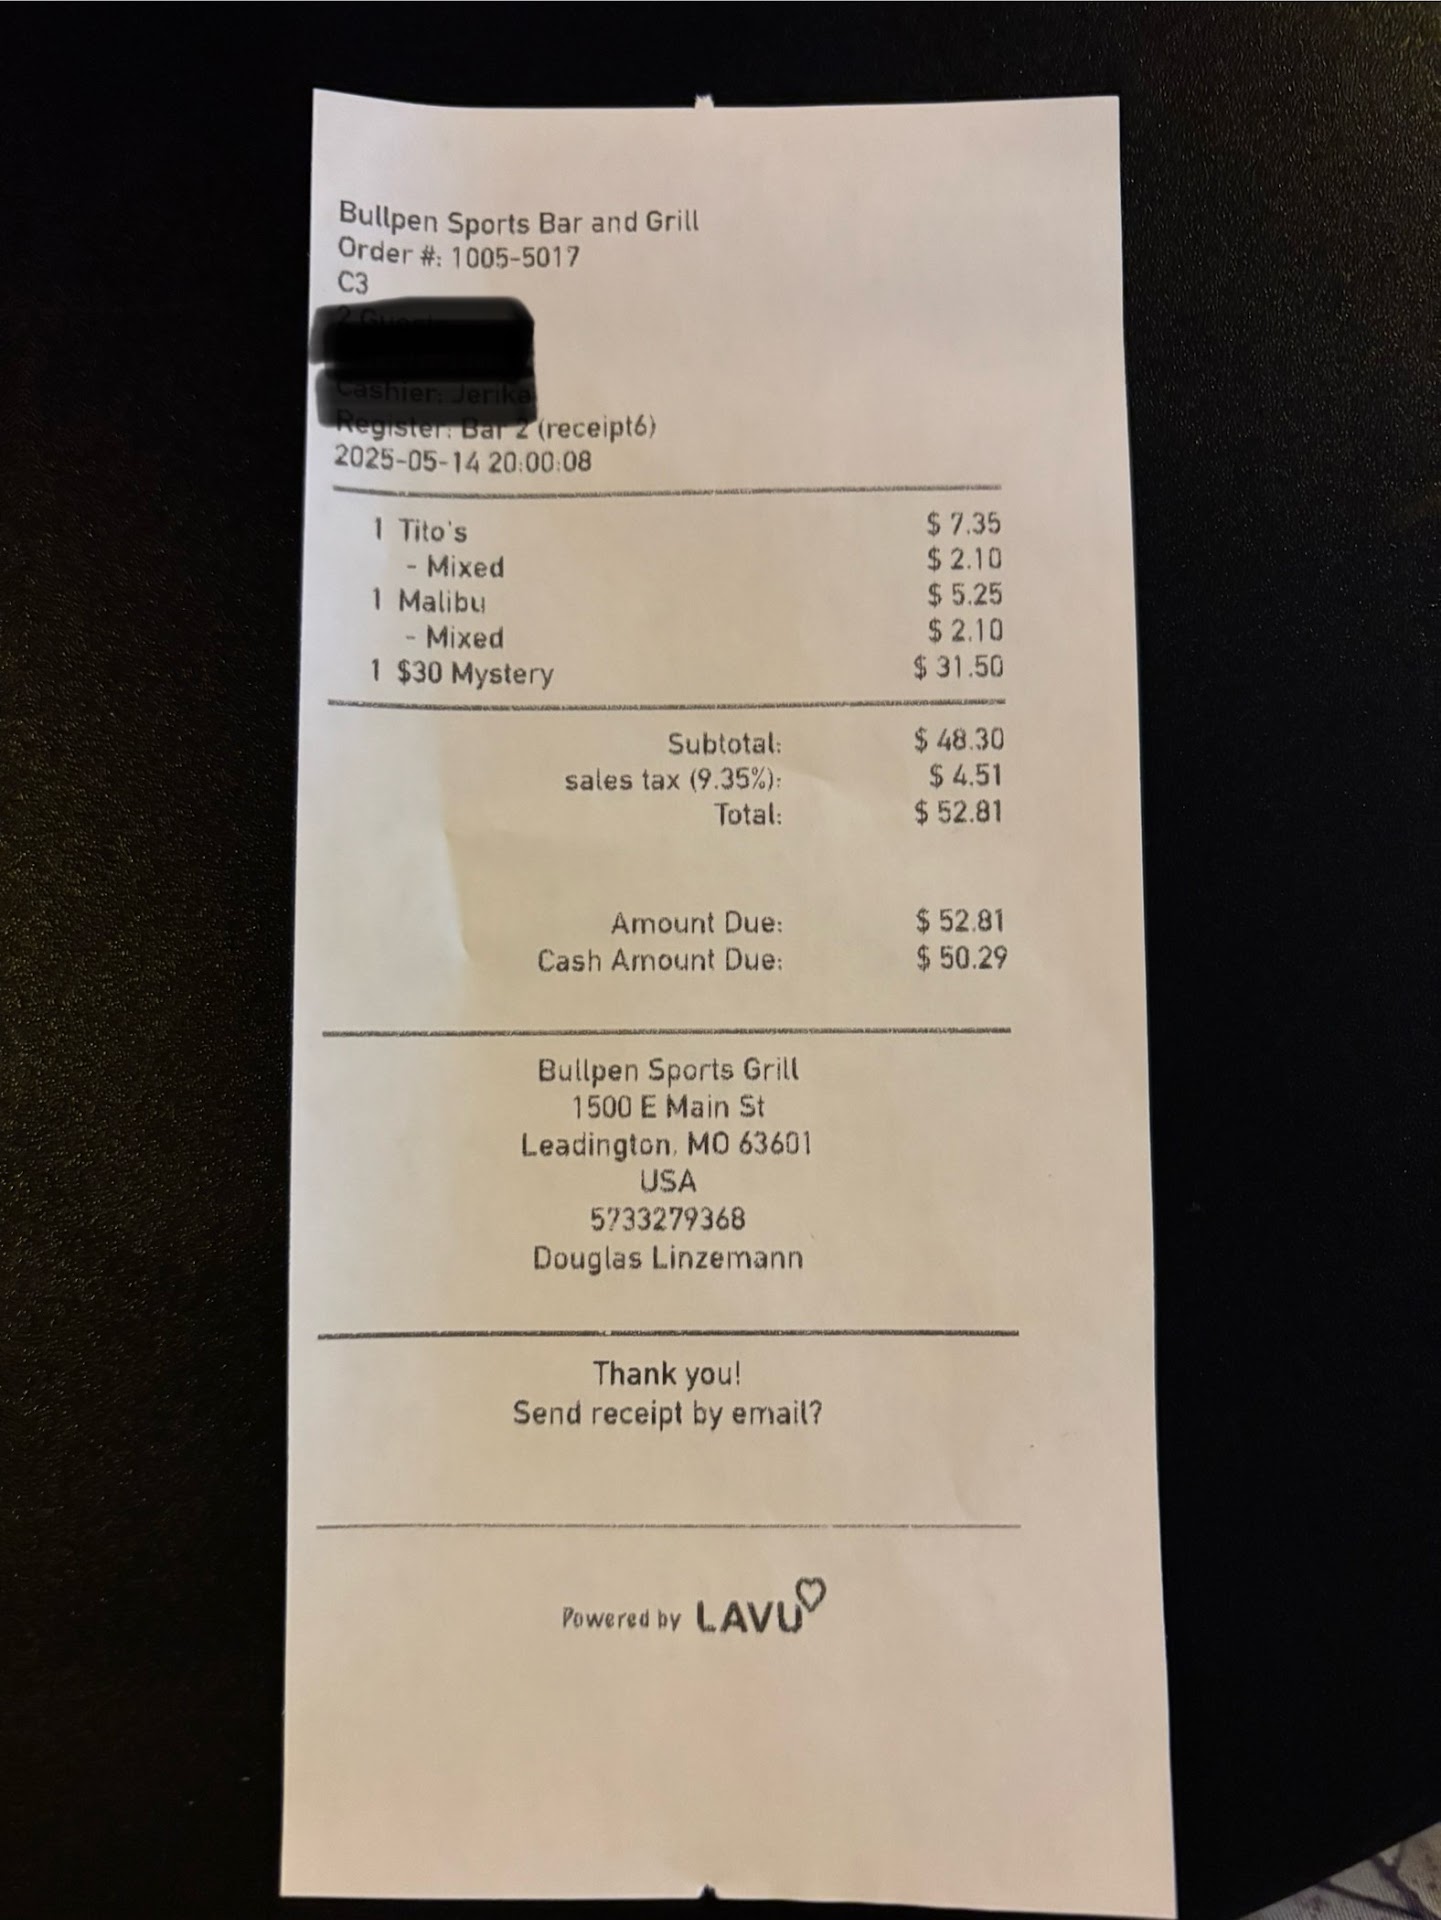 Bullpen Sports Bar and Grill
Order #: 1005-5017
C3
2
Cashier: Jerika
Register: Bar 2 (receipt6)
2025-05-14 20:00:08
1 Tito's $ 7.35
- Mixed $ 2.10
1 Malibu $ 5.25
- Mixed $ 2.10
1 $30 Mystery $ 31.50
Subtotal: $ 48.30
sales tax (9.35%): $ 4.51
Total: $ 52.81
Amount Due: $ 52.81
Cash Amount Due: $ 50.29
Bullpen Sports Grill
1500 E Main St
Leadington, MO 63601
USA
5733279368
Douglas Linzemann
Thank you!
Send receipt by email?
Powered by LAVU